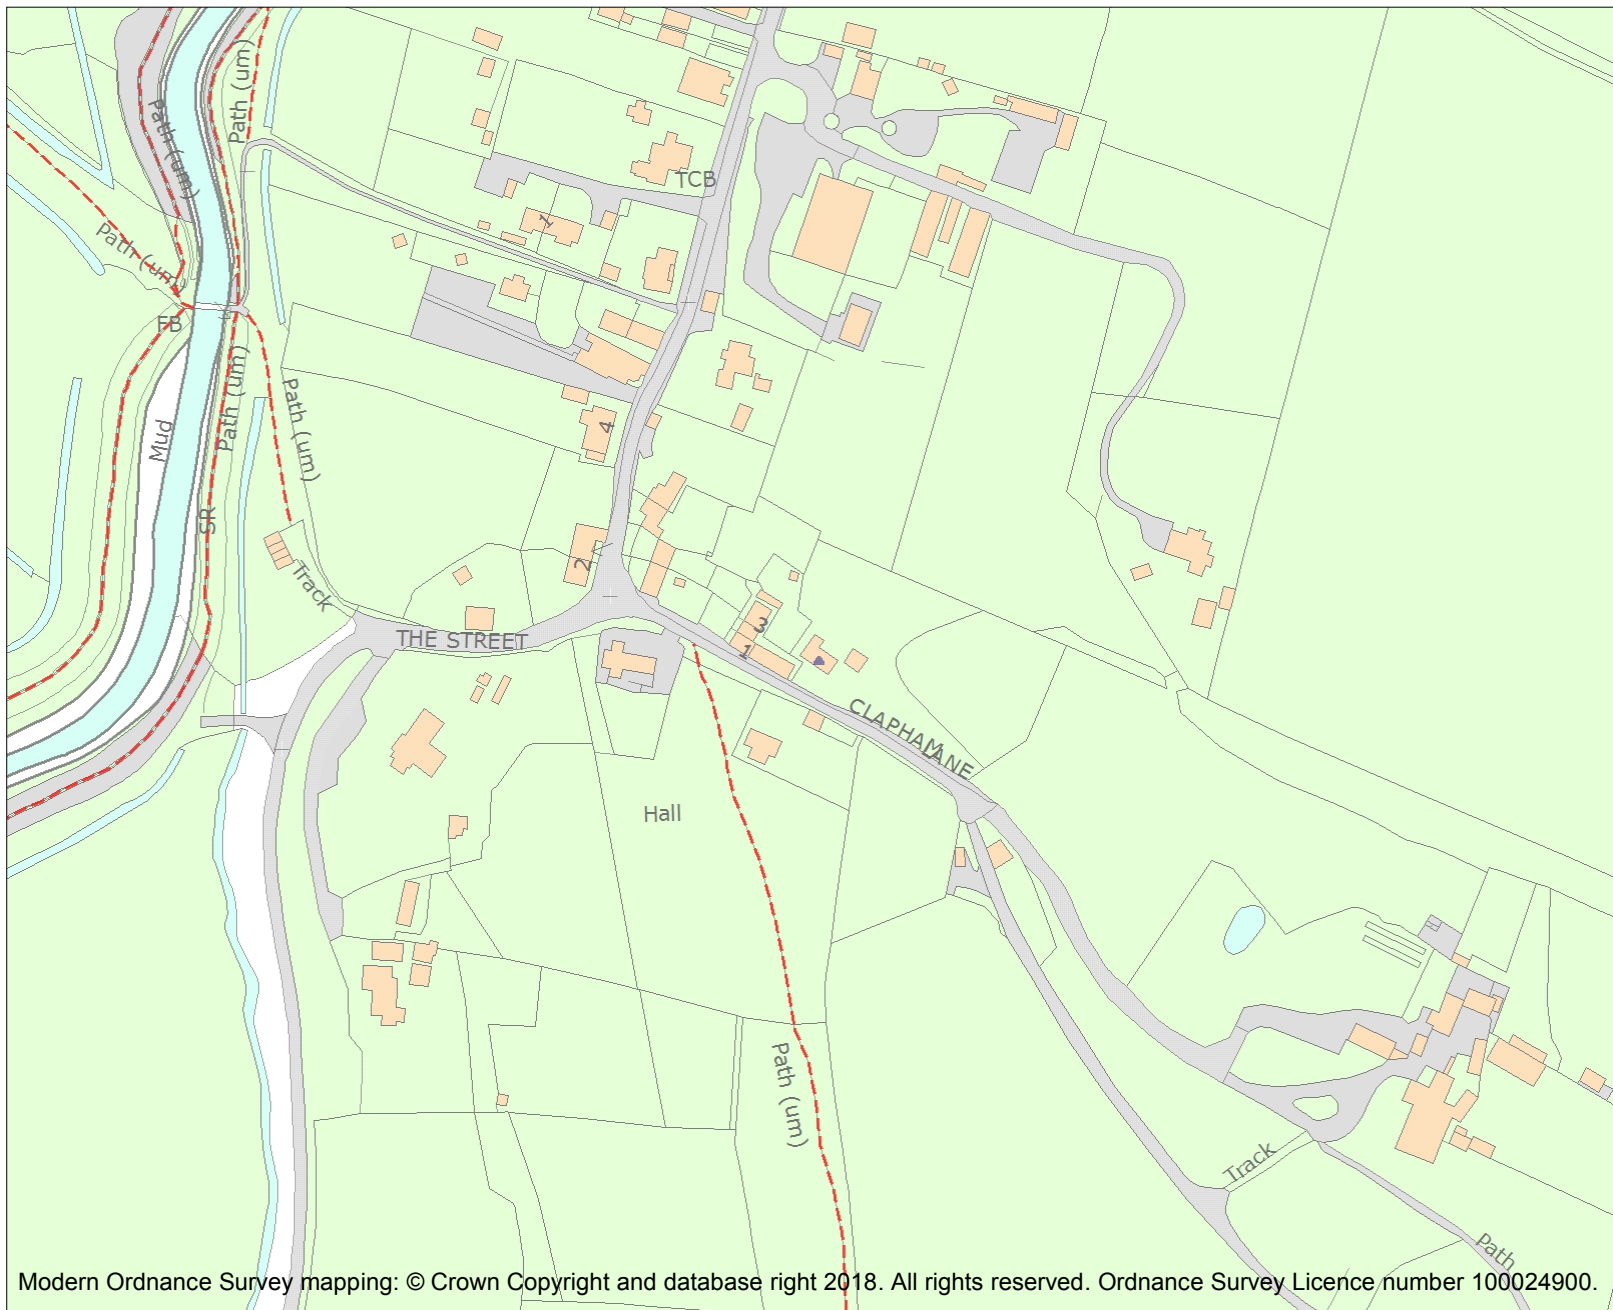 Path (um)
Path (um)
TCB
1
Path (um)
FB
Path (um)
Path (um)
Mud
4
SR
2
Track
3
THE STREET
1
CLAPHAM LANE
Hall
Path (um)
Track
Path
Modern Ordnance Survey mapping: © Crown Copyright and database right 2018. All rights reserved. Ordnance Survey Licence number 100024900.